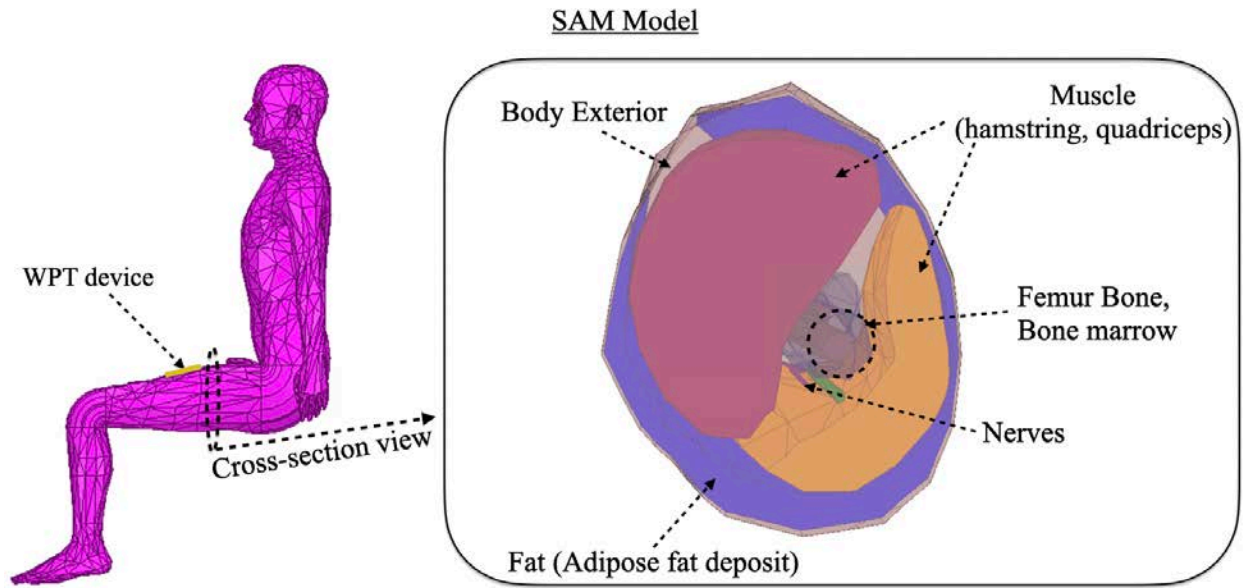 SAM Model
Body Exterior
Muscle
(hamstring, quadriceps)
WPT device
Femur Bone,
Bone marrow
Cross-section view
Nerves
Fat (Adipose fat deposit)